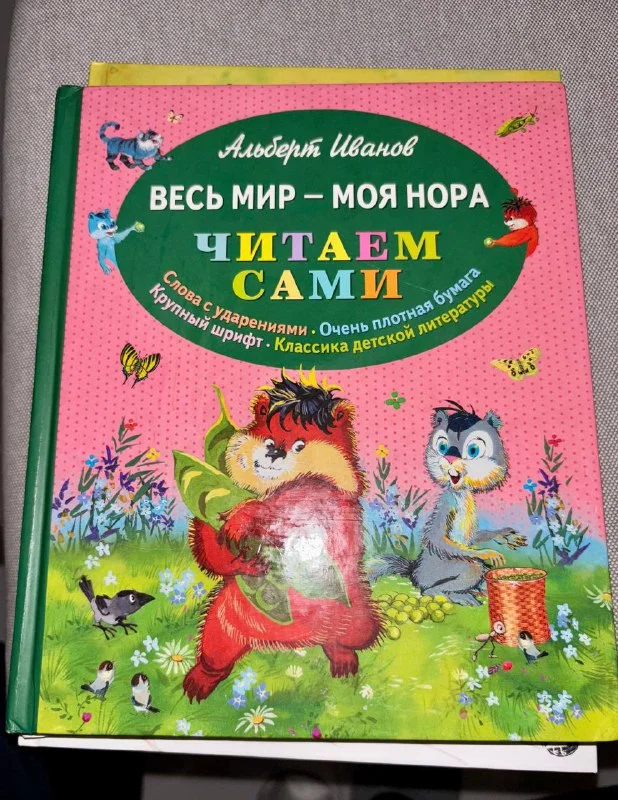 Альберт Иванов
ВЕСЬ МИР – МОЯ НОРА
ЧИТАЕМ
САМИ
Слова с ударениями · Очень плотная бумага
Крупный шрифт · Классика детской литературы